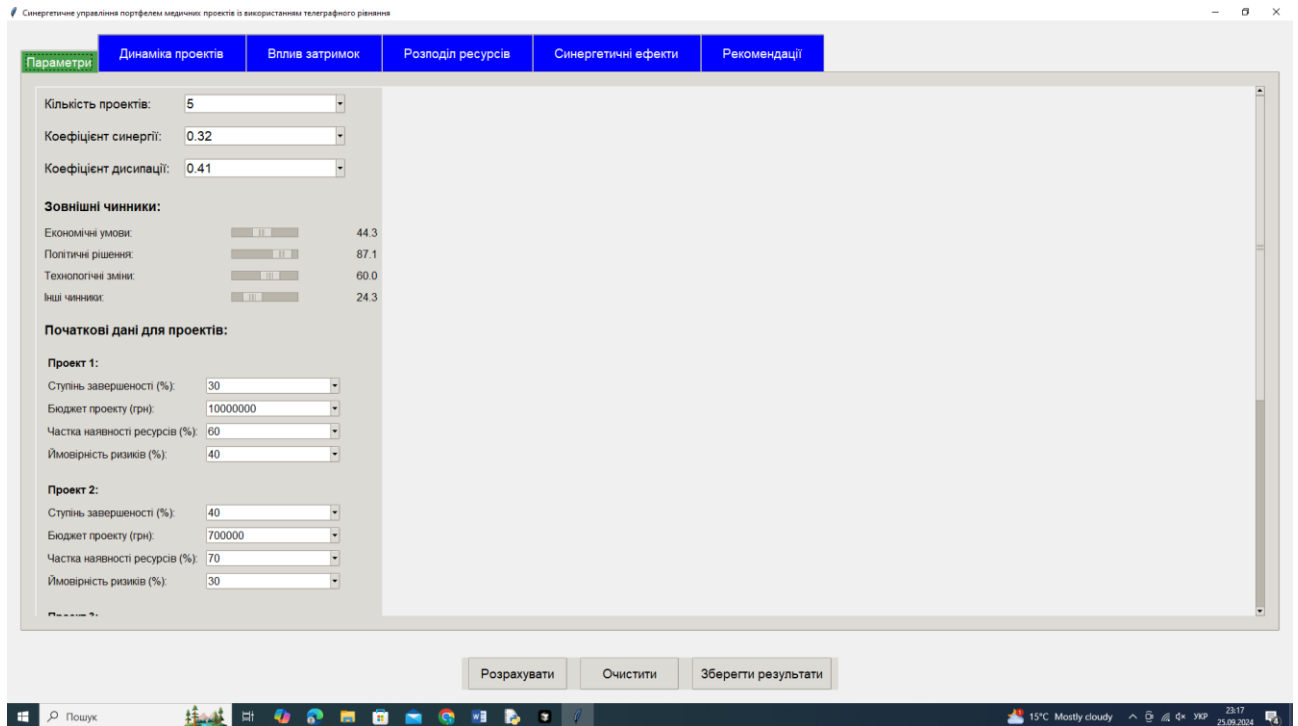 Синергетичне управління портфелем медичних проектів із використанням телеграфного рівняння
Параметри
Динаміка проектів
Вплив затримок
Розподіл ресурсів
Синергетичні ефекти
Рекомендації
Кількість проектів: 5
Коефіцієнт синергії: 0.32
Коефіцієнт дисипації: 0.41
Зовнішні чинники:
Економічні умови: 44.3
Політичні рішення: 87.1
Технологічні зміни: 60.0
Інші чинники: 24.3
Початкові дані для проектів:
Проект 1:
Ступінь завершеності (%): 30
Бюджет проекту (грн): 10000000
Частка наявності ресурсів (%): 60
Ймовірність ризиків (%): 40
Проект 2:
Ступінь завершеності (%): 40
Бюджет проекту (грн): 700000
Частка наявності ресурсів (%): 70
Ймовірність ризиків (%): 30
Проект 3:
Розрахувати
Очистити
Зберегти результати
Пошук
15°C Mostly cloudy
УКР
23:17
25.09.2024
4